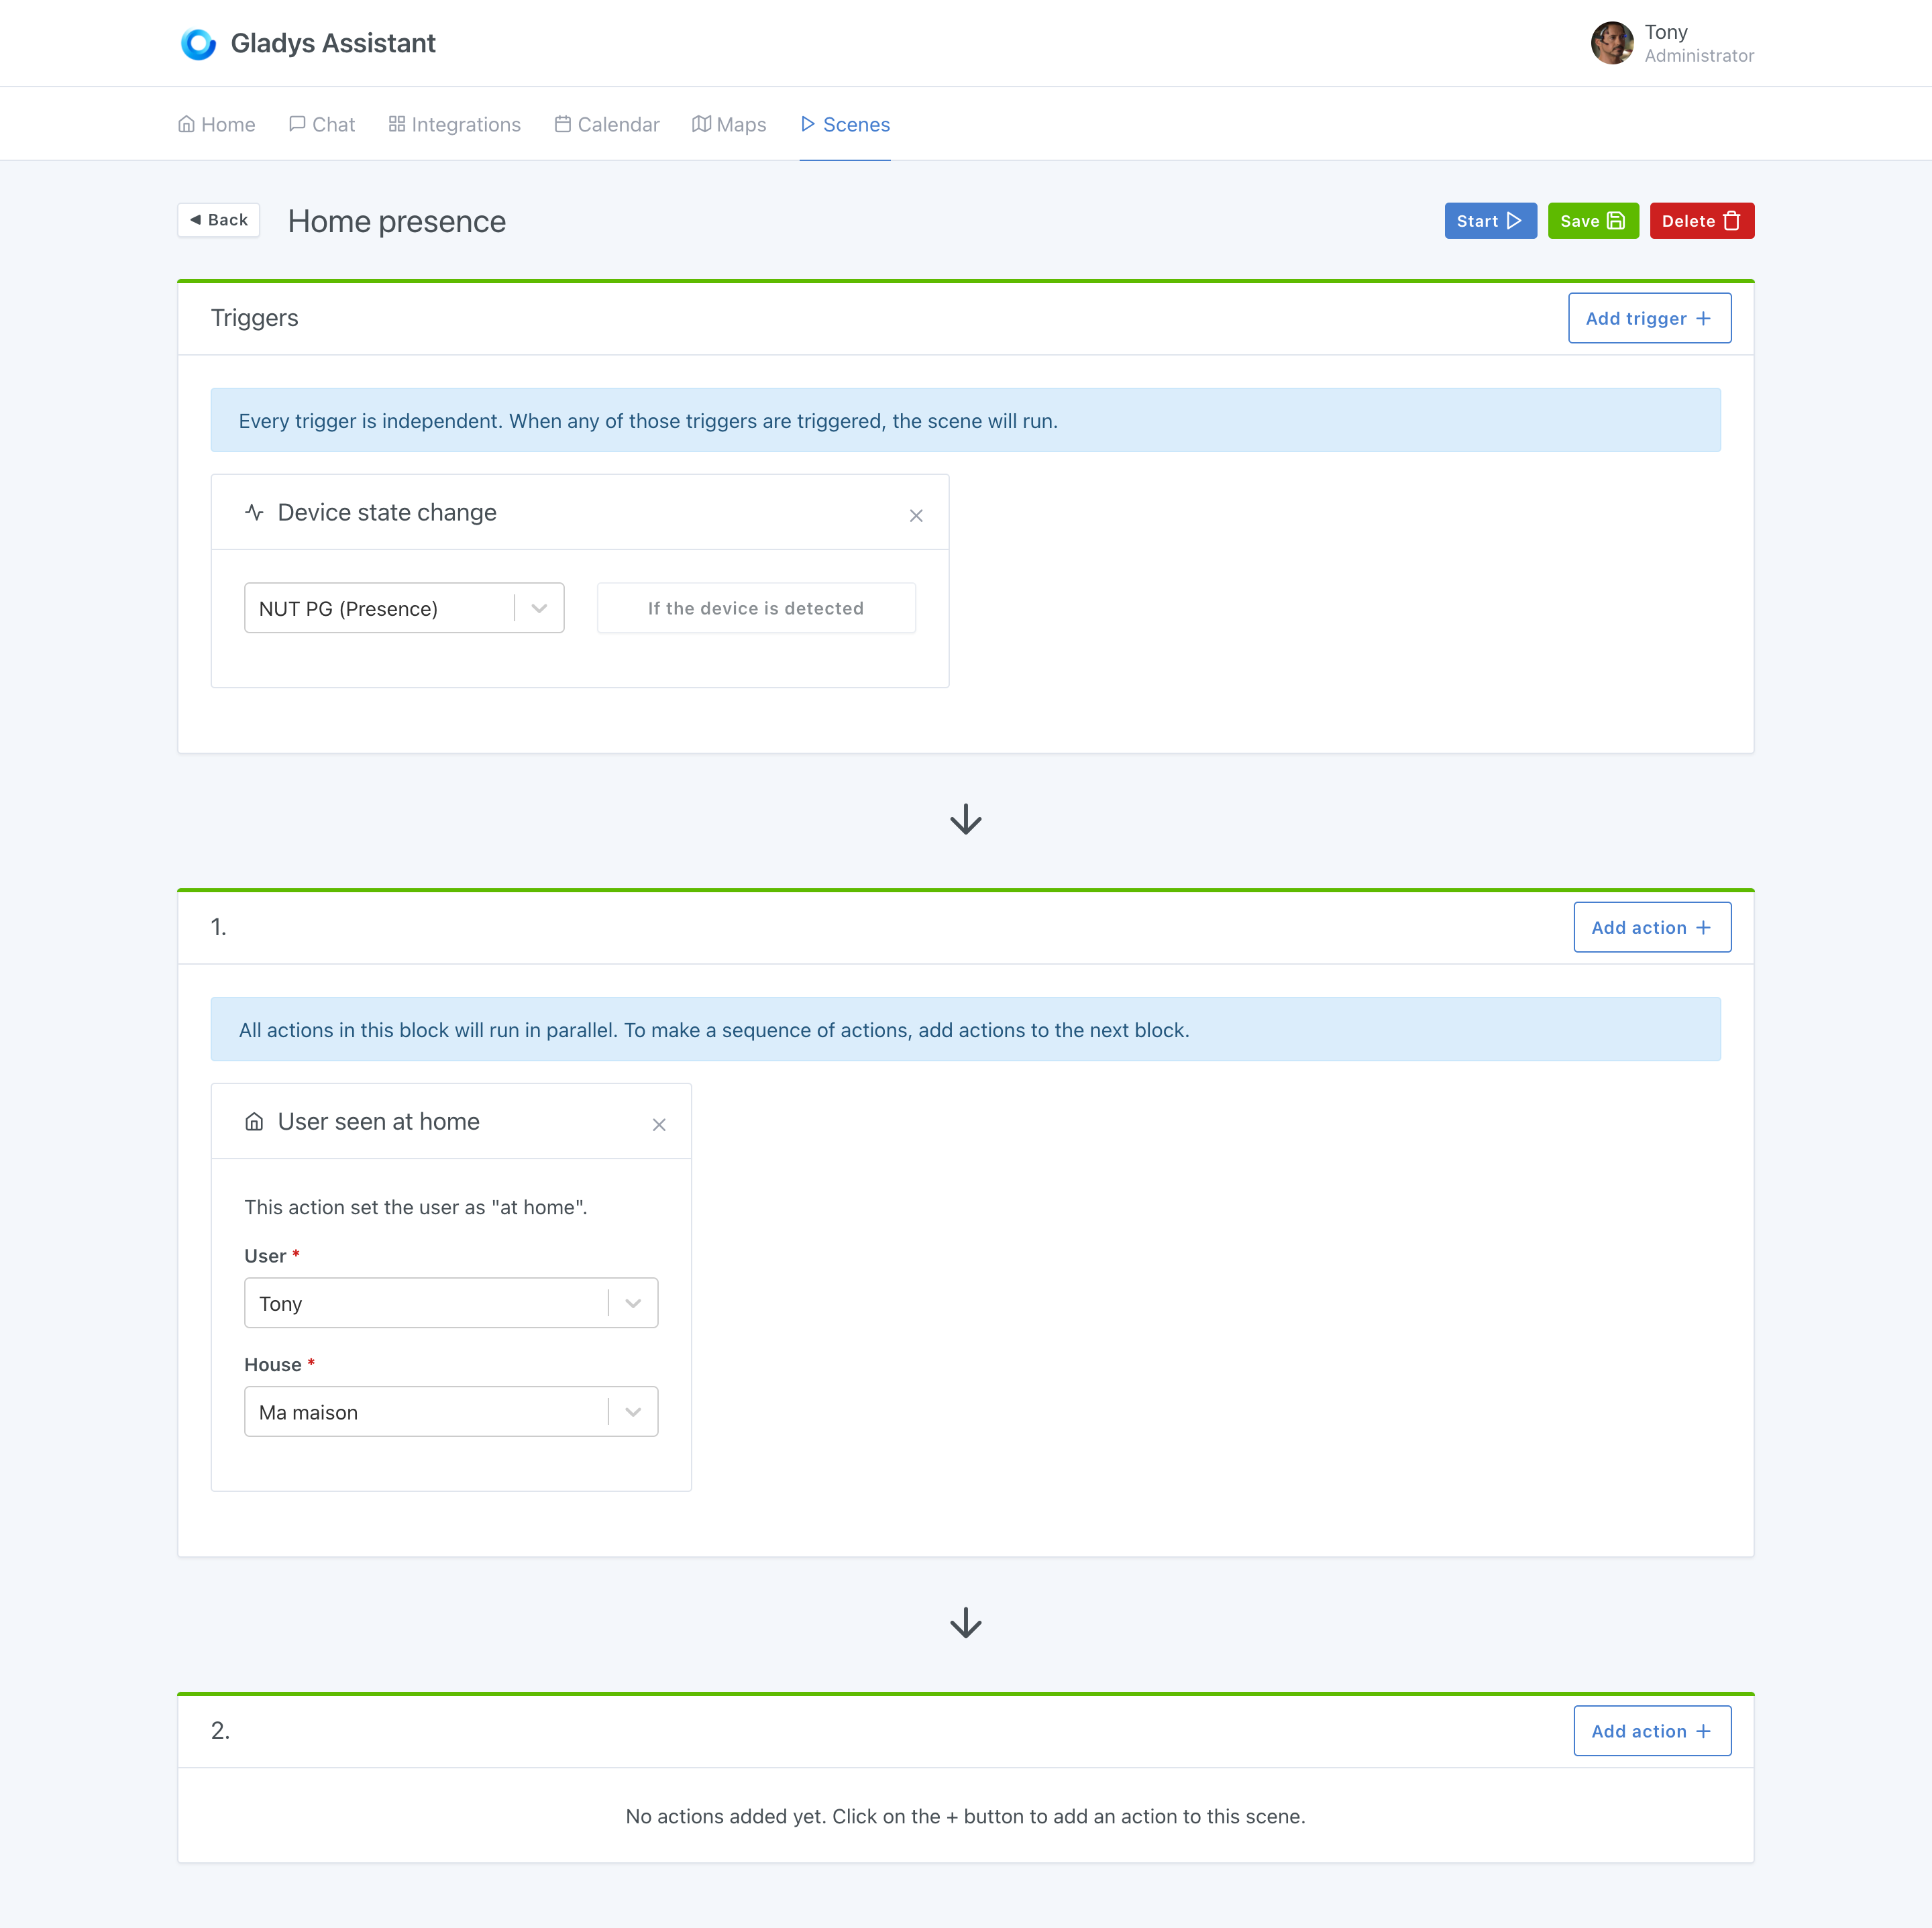 Gladys Assistant
Tony
Administrator
Home
Chat
Integrations
Calendar
Maps
Scenes
◄ Back
Home presence
Start
Save
Delete
Triggers
Add trigger +
Every trigger is independent. When any of those triggers are triggered, the scene will run.
Device state change
NUT PG (Presence)
If the device is detected
1.
Add action +
All actions in this block will run in parallel. To make a sequence of actions, add actions to the next block.
User seen at home
This action set the user as "at home".
User *
Tony
House *
Ma maison
2.
Add action +
No actions added yet. Click on the + button to add an action to this scene.